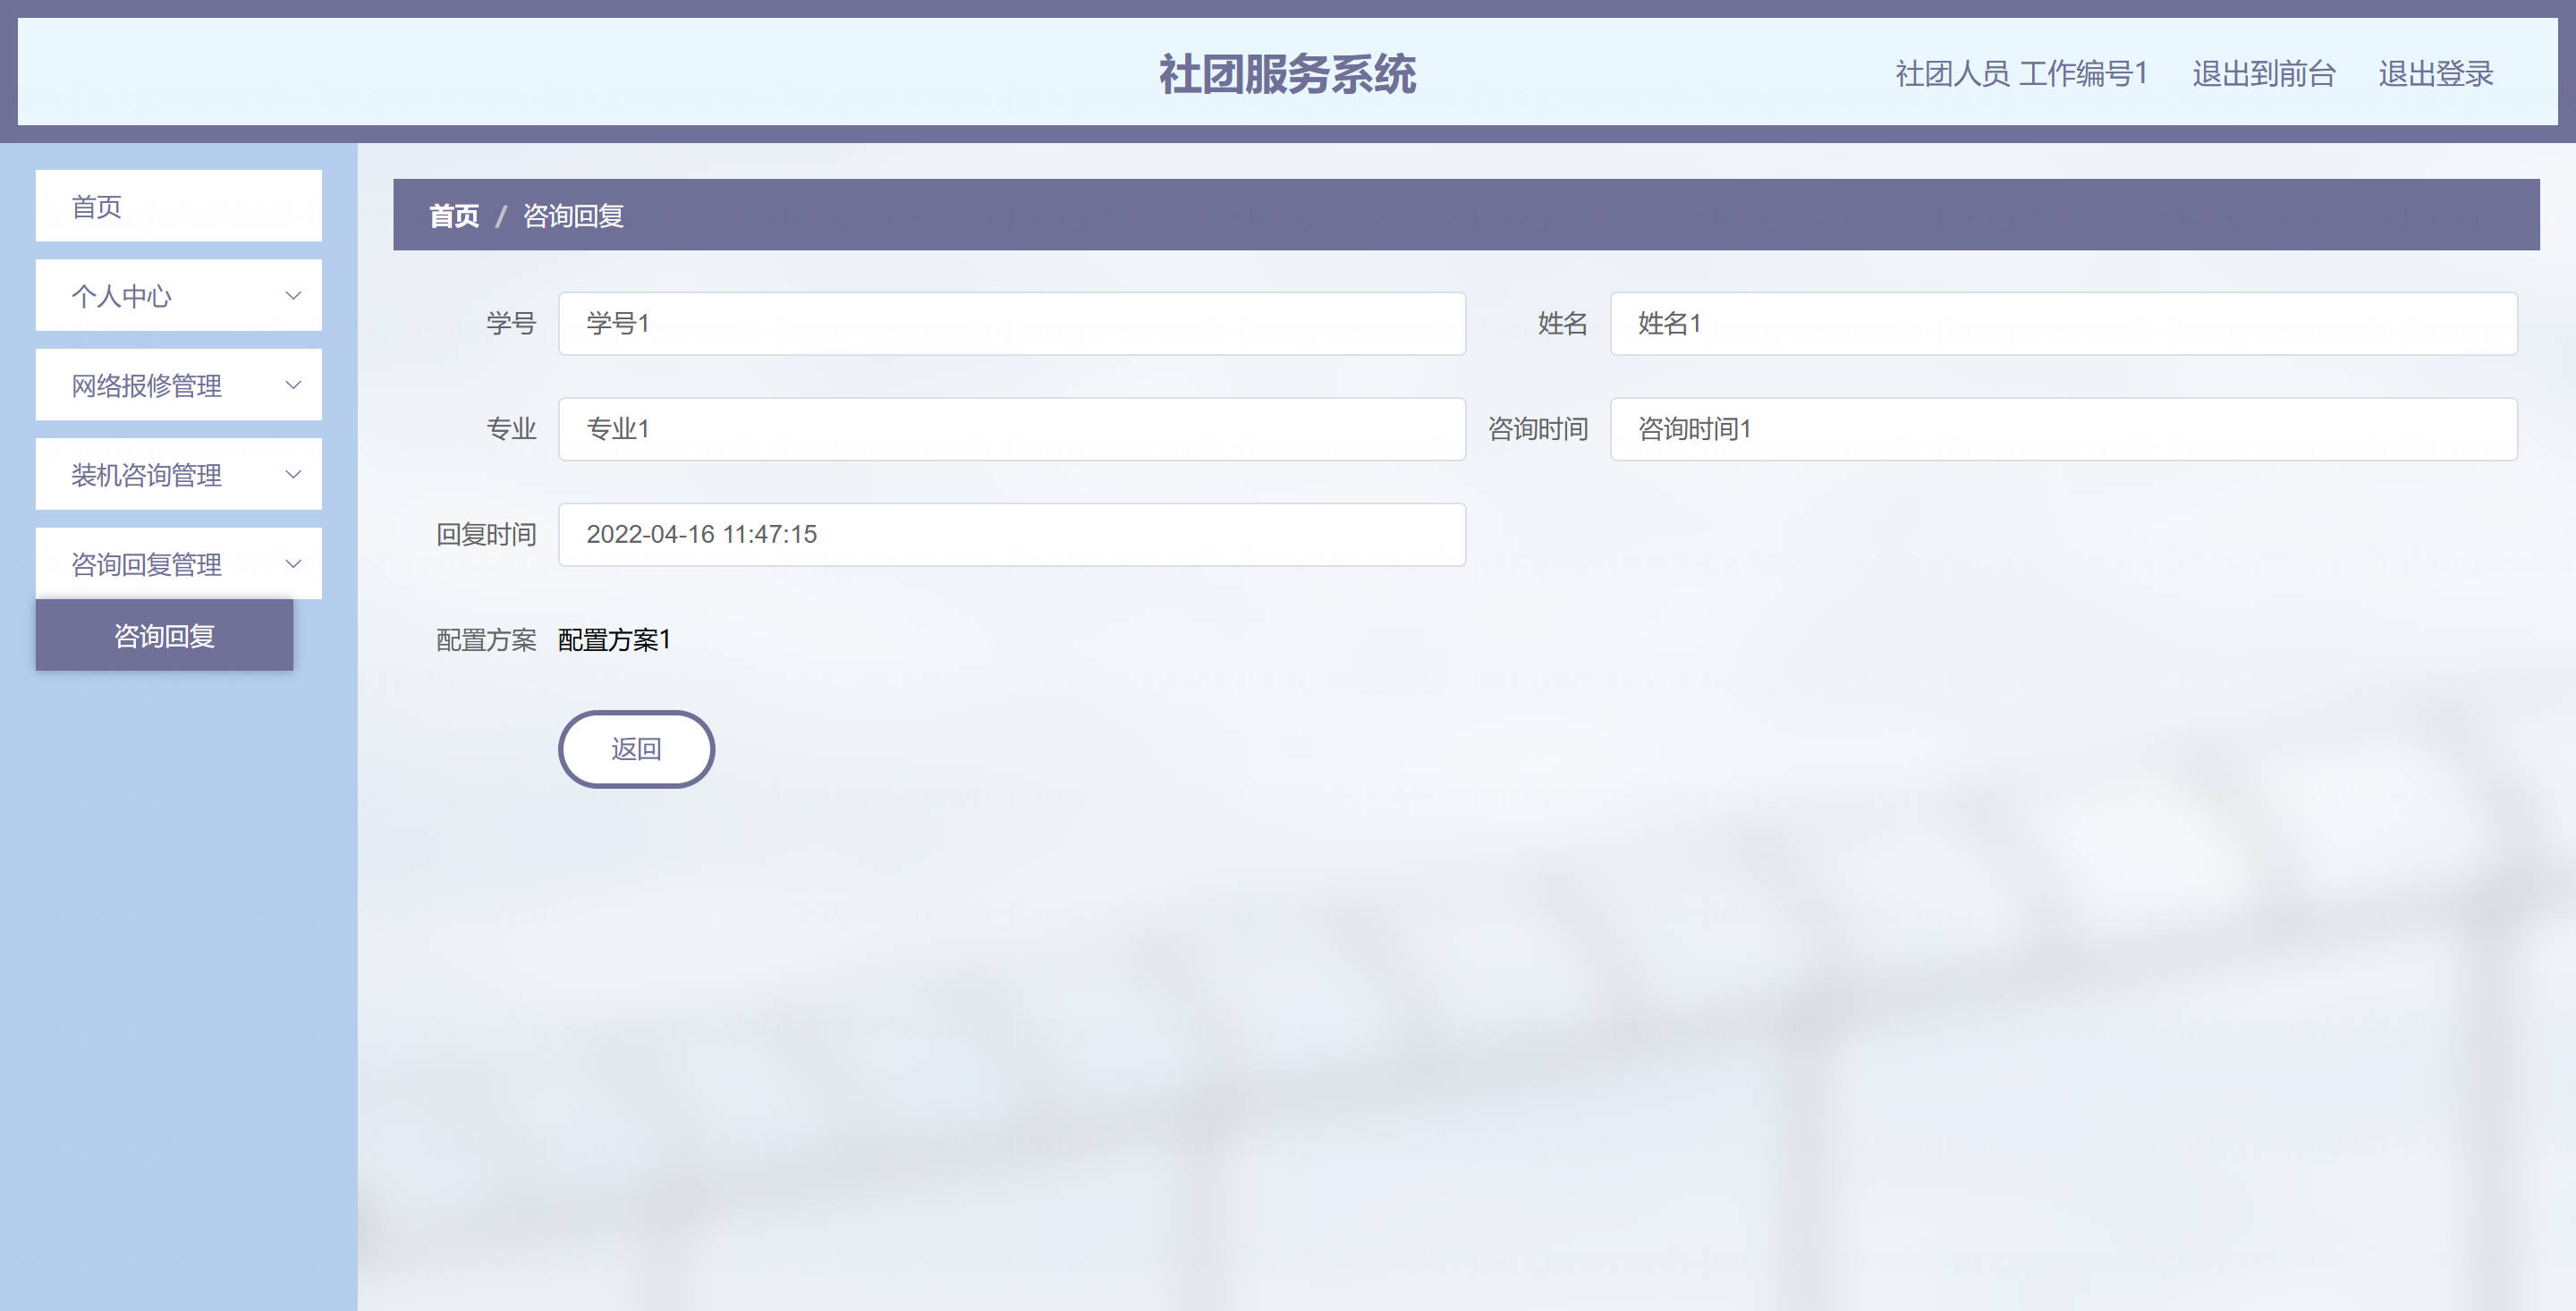 社团服务系统
社团人员 工作编号1 退出到前台 退出登录
首页
个人中心
网络报修管理
装机咨询管理
咨询回复管理
咨询回复
首页 / 咨询回复
学号 学号1 姓名 姓名1
专业 专业1 咨询时间 咨询时间1
回复时间 2022-04-16 11:47:15
配置方案 配置方案1
返回